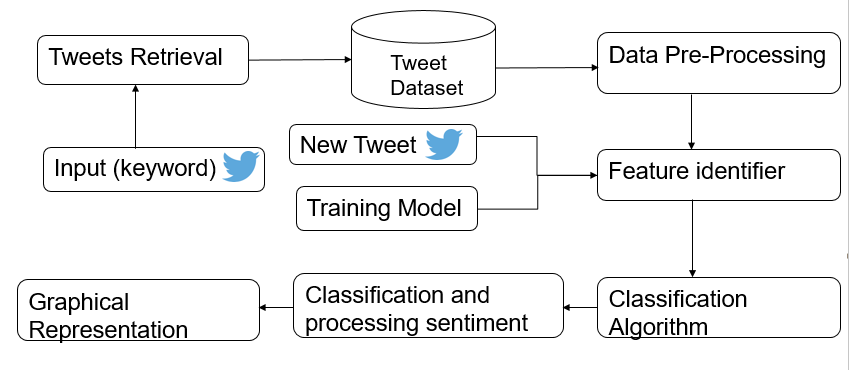 Tweets Retrieval
Tweet
Dataset
Data Pre-Processing
Input (keyword)
New Tweet
Training Model
Feature identifier
Graphical
Representation
Classification and
processing sentiment
Classification
Algorithm